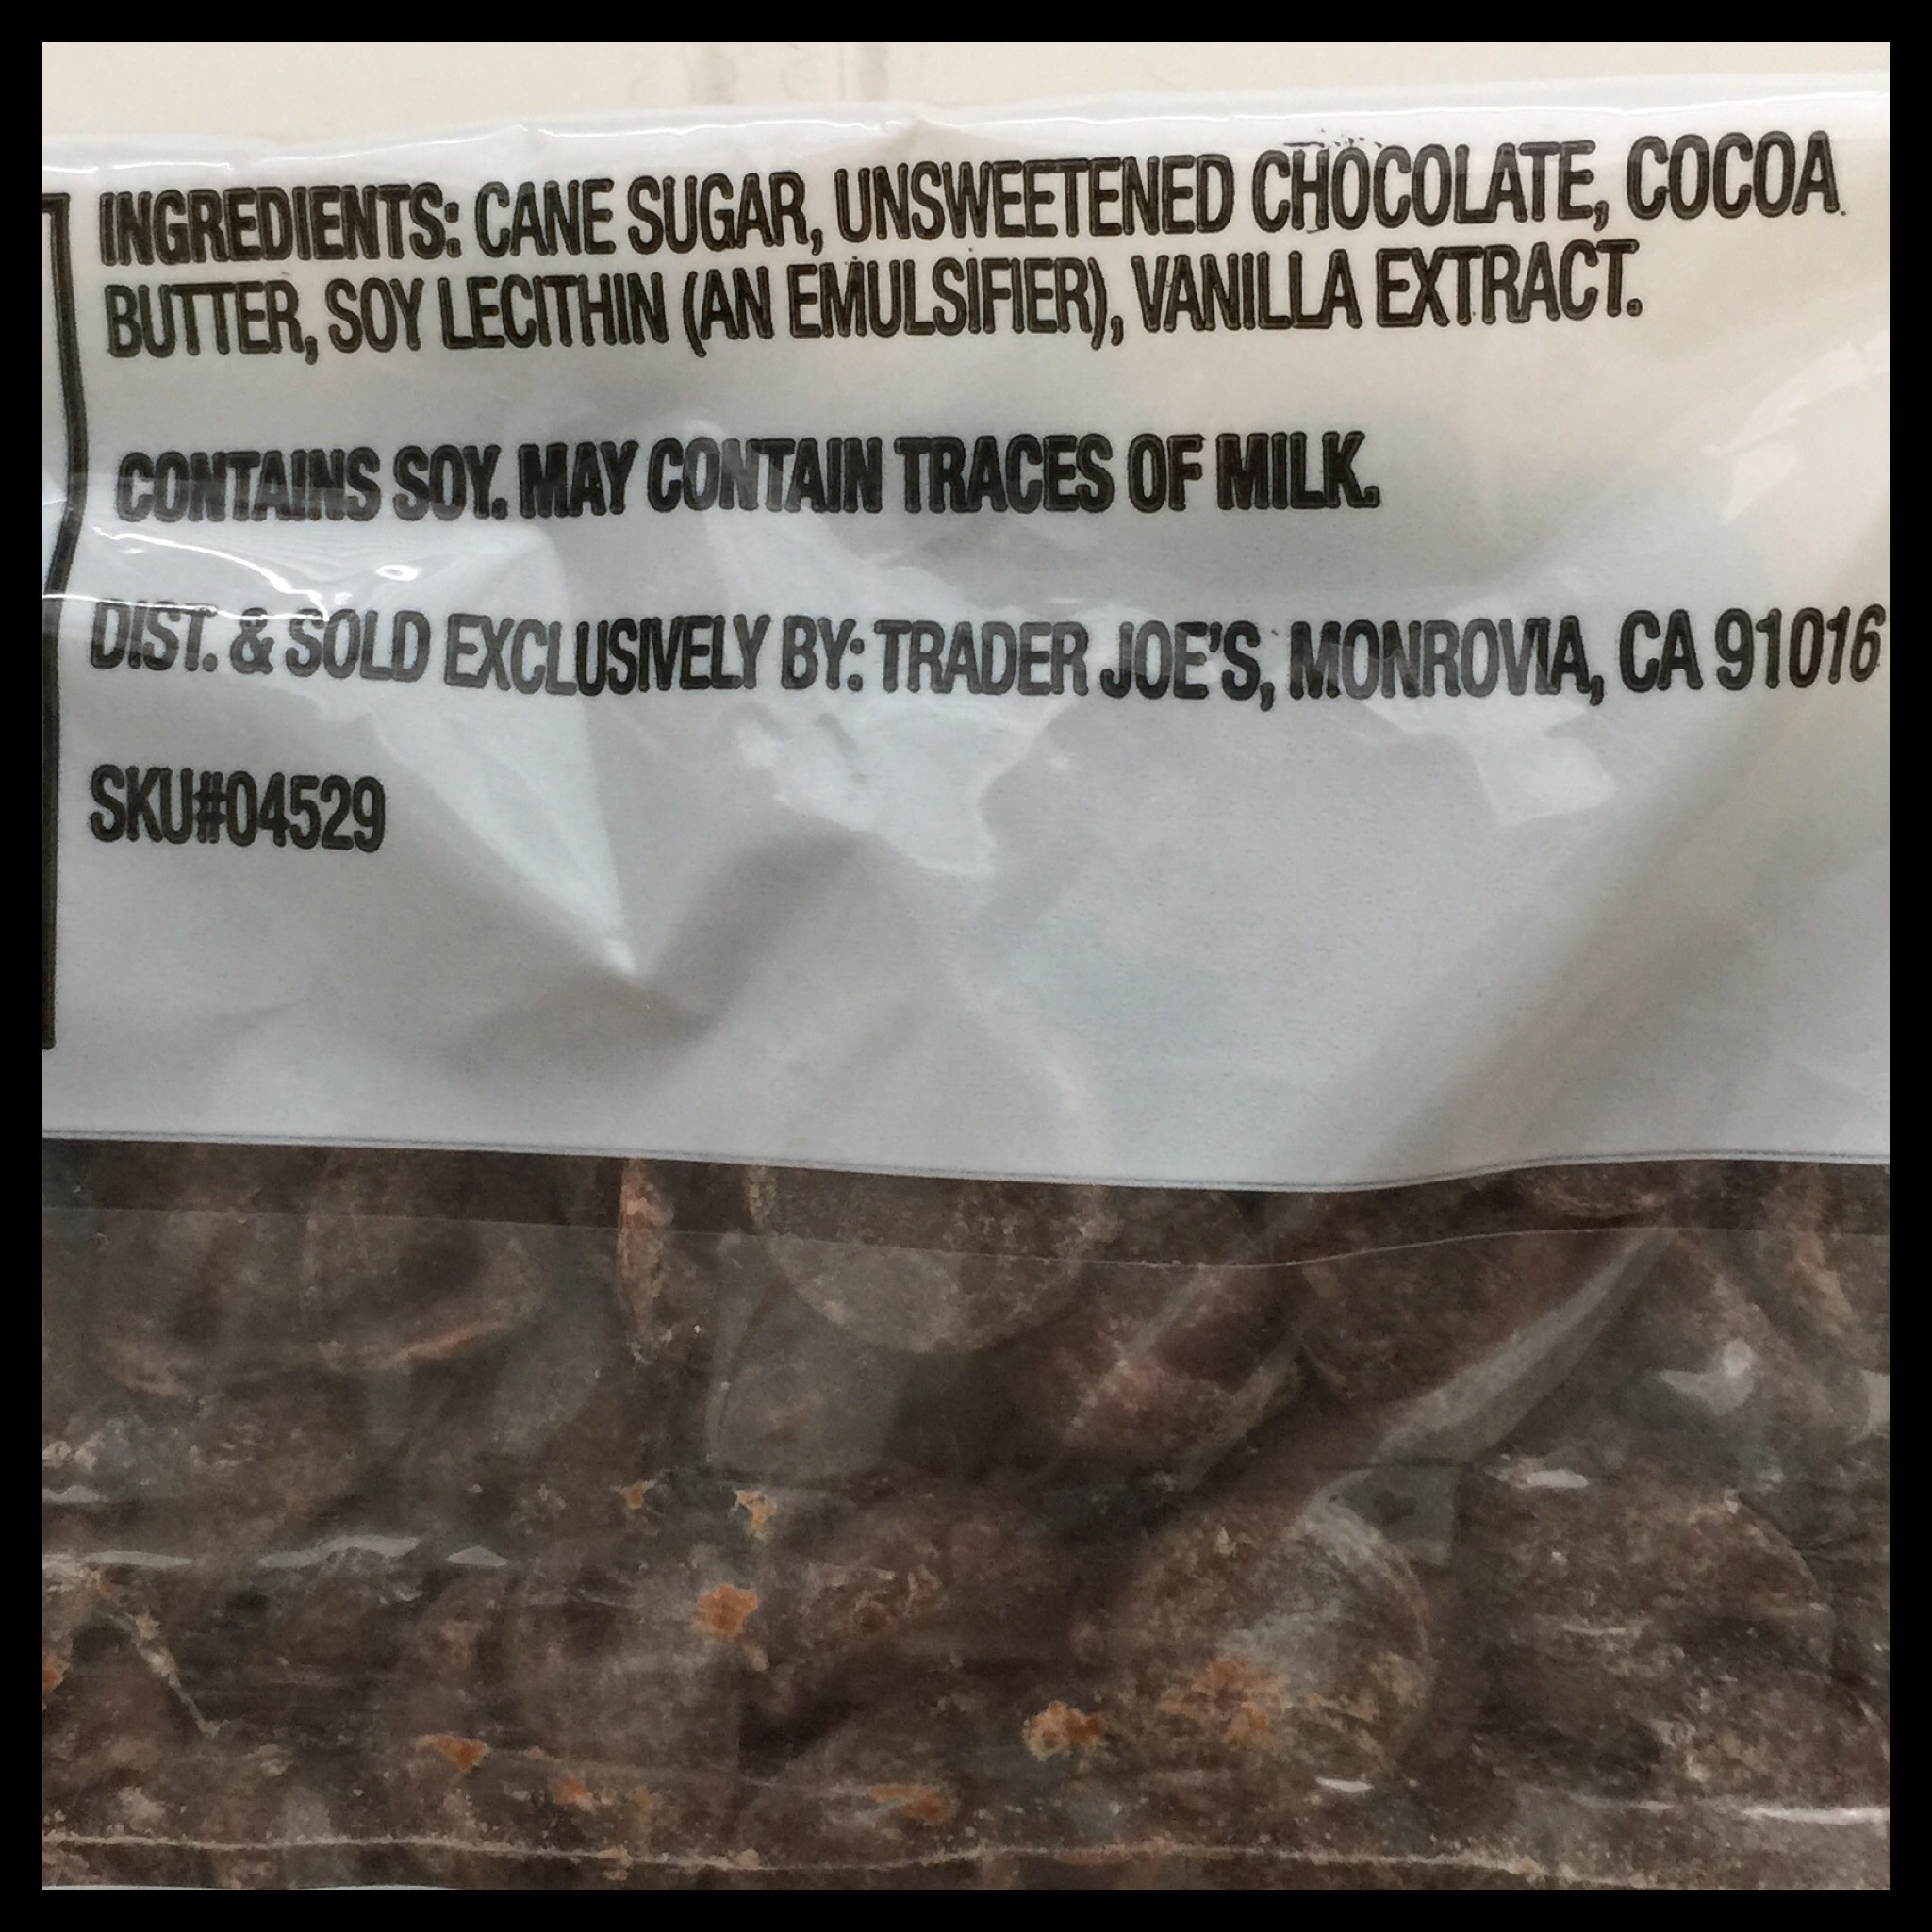 INGREDIENTS: CANE SUGAR, UNSWEETENED CHOCOLATE, COCOA
BUTTER, SOY LECITHIN (AN EMULSIFIER), VANILLA EXTRACT.
CONTAINS SOY. MAY CONTAIN TRACES OF MILK.
DIST. & SOLD EXCLUSIVELY BY: TRADER JOE'S, MONROVIA, CA 91016
SKU#04529